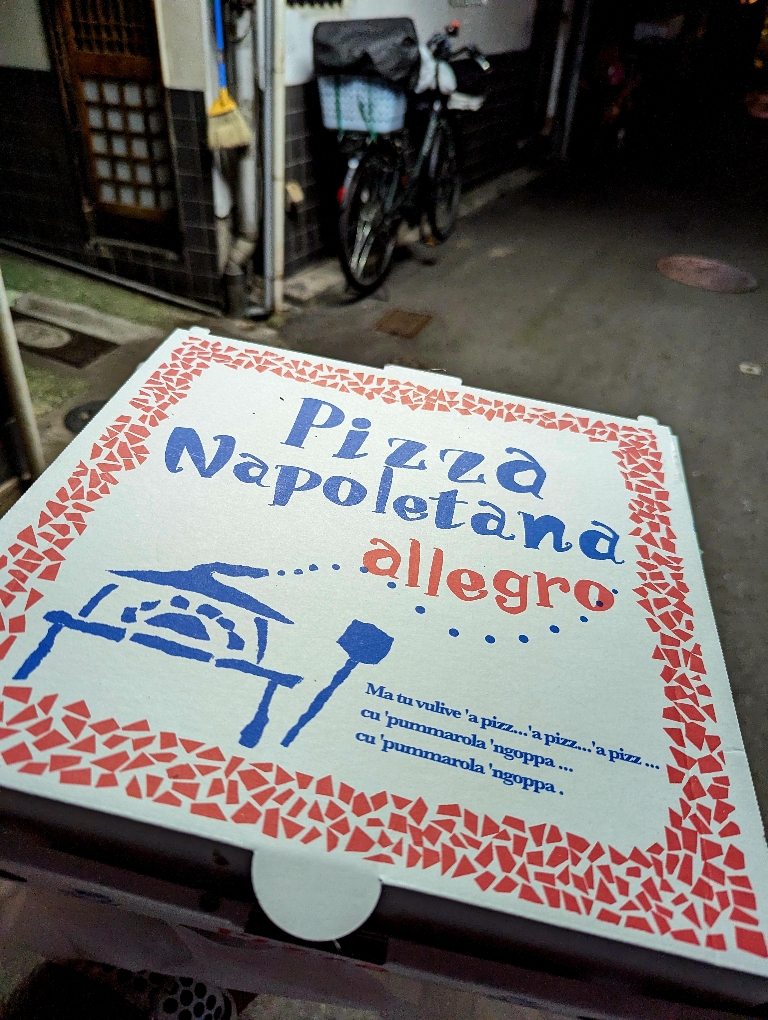 Pizza
Napoletana
allegro
Ma tu vulive 'a pizz...'a pizz...'a pizz ...
cu 'pummarola 'ngoppa ...
cu 'pummarola 'ngoppa .